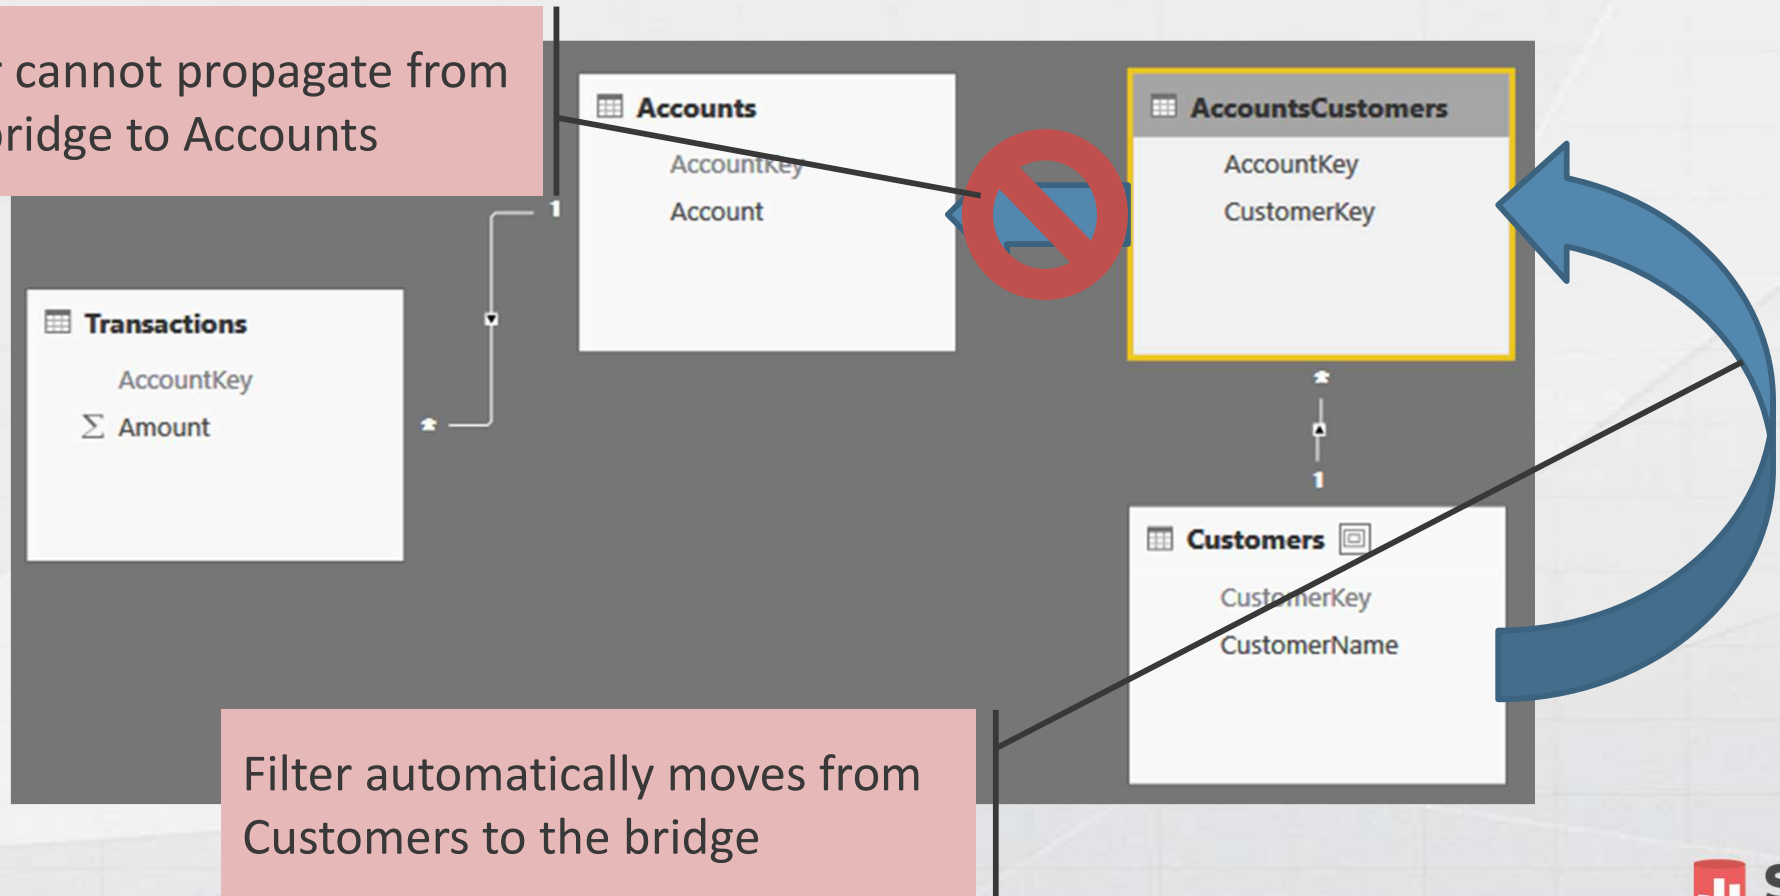 cannot propagate from
to Accounts
Accounts
AccountKey
Account
1
AccountsCustomers
AccountKey
CustomerKey
Transactions
AccountKey
Σ Amount
*
*
1
Customers
CustomerKey
CustomerName
Filter automatically moves from
Customers to the bridge